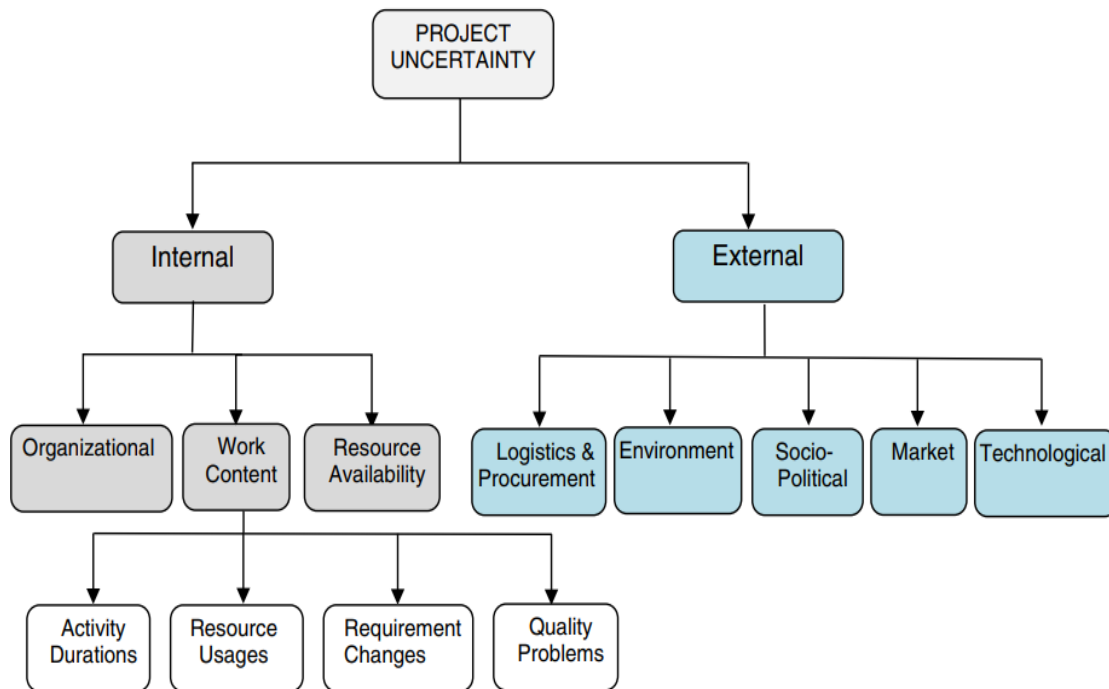 PROJECT
UNCERTAINTY
Internal
External
Organizational
Work
Content
Resource
Availability
Logistics &
Procurement
Environment
Socio-
Political
Market
Technological
Activity
Durations
Resource
Usages
Requirement
Changes
Quality
Problems